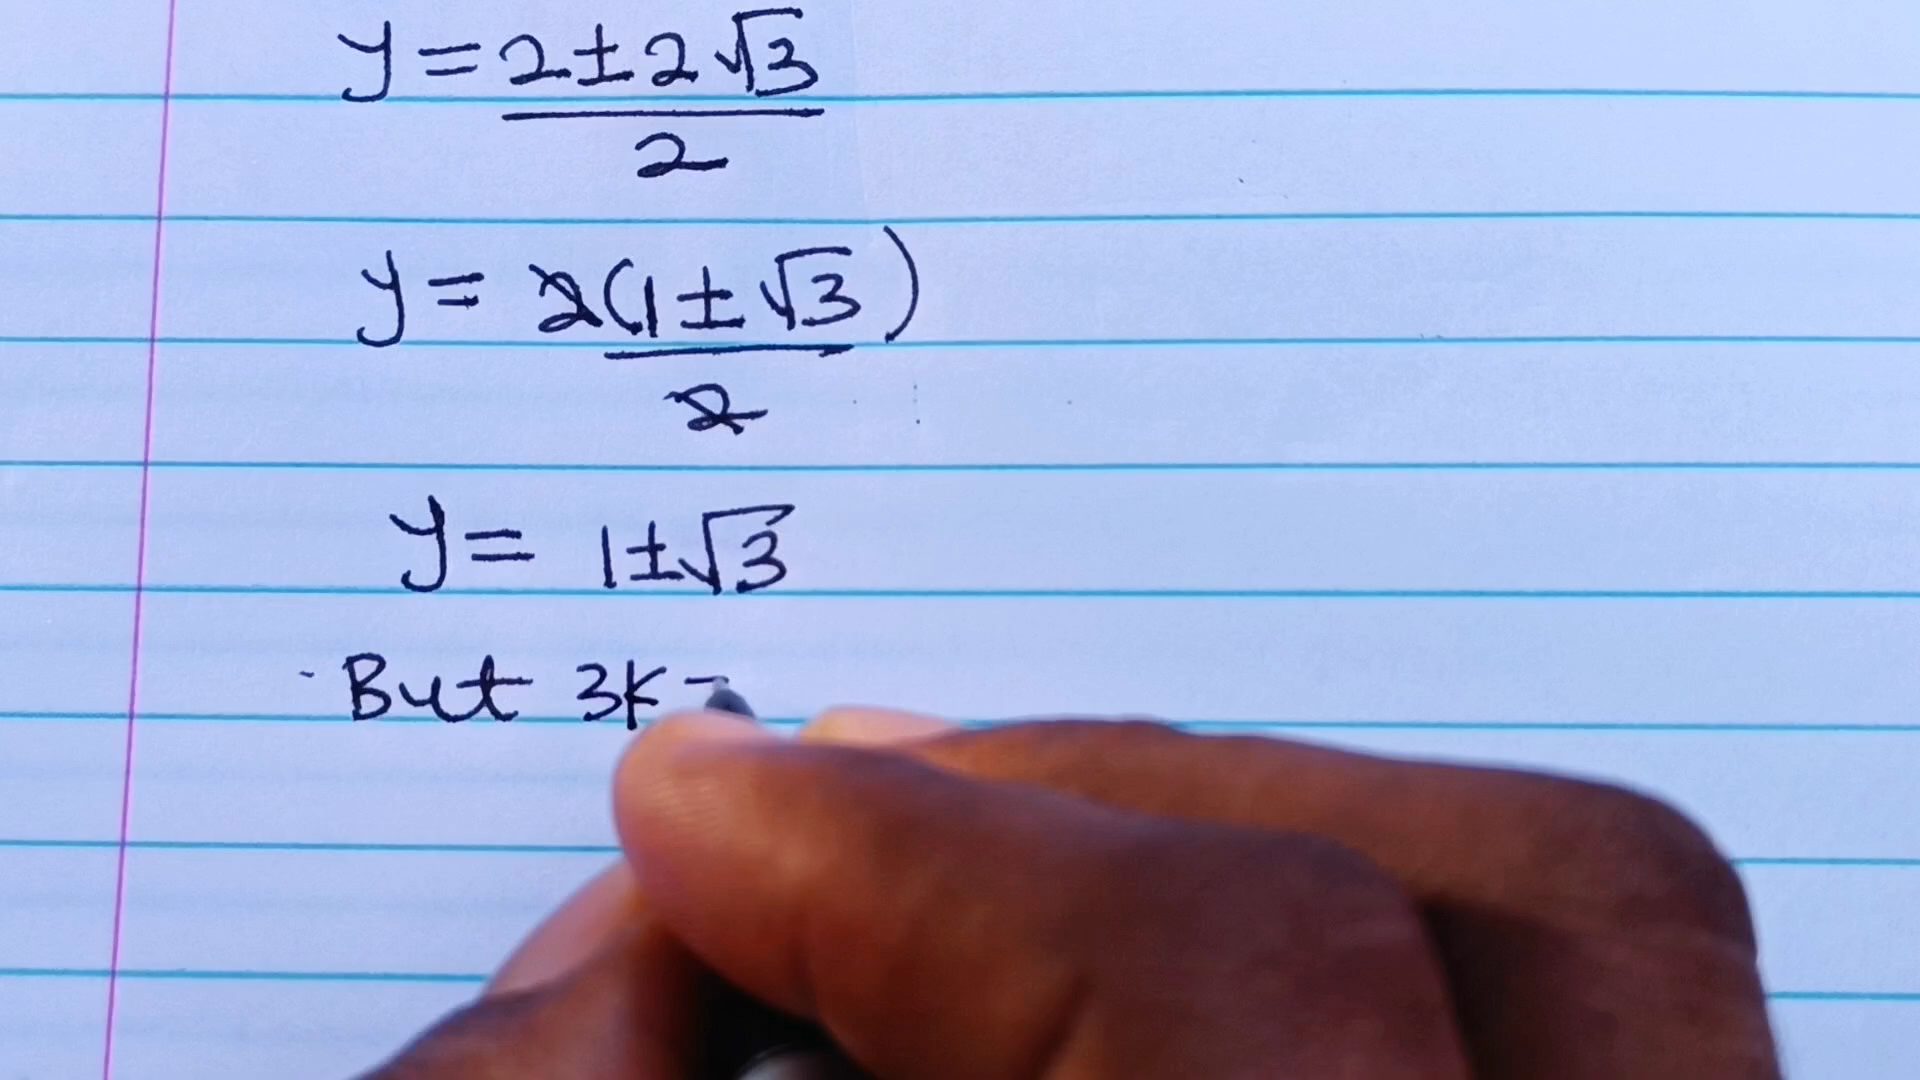 y = 2 ± 2 √3
2
y = 2(1 ± √3)
2
y = 1 ± √3
But 3K =